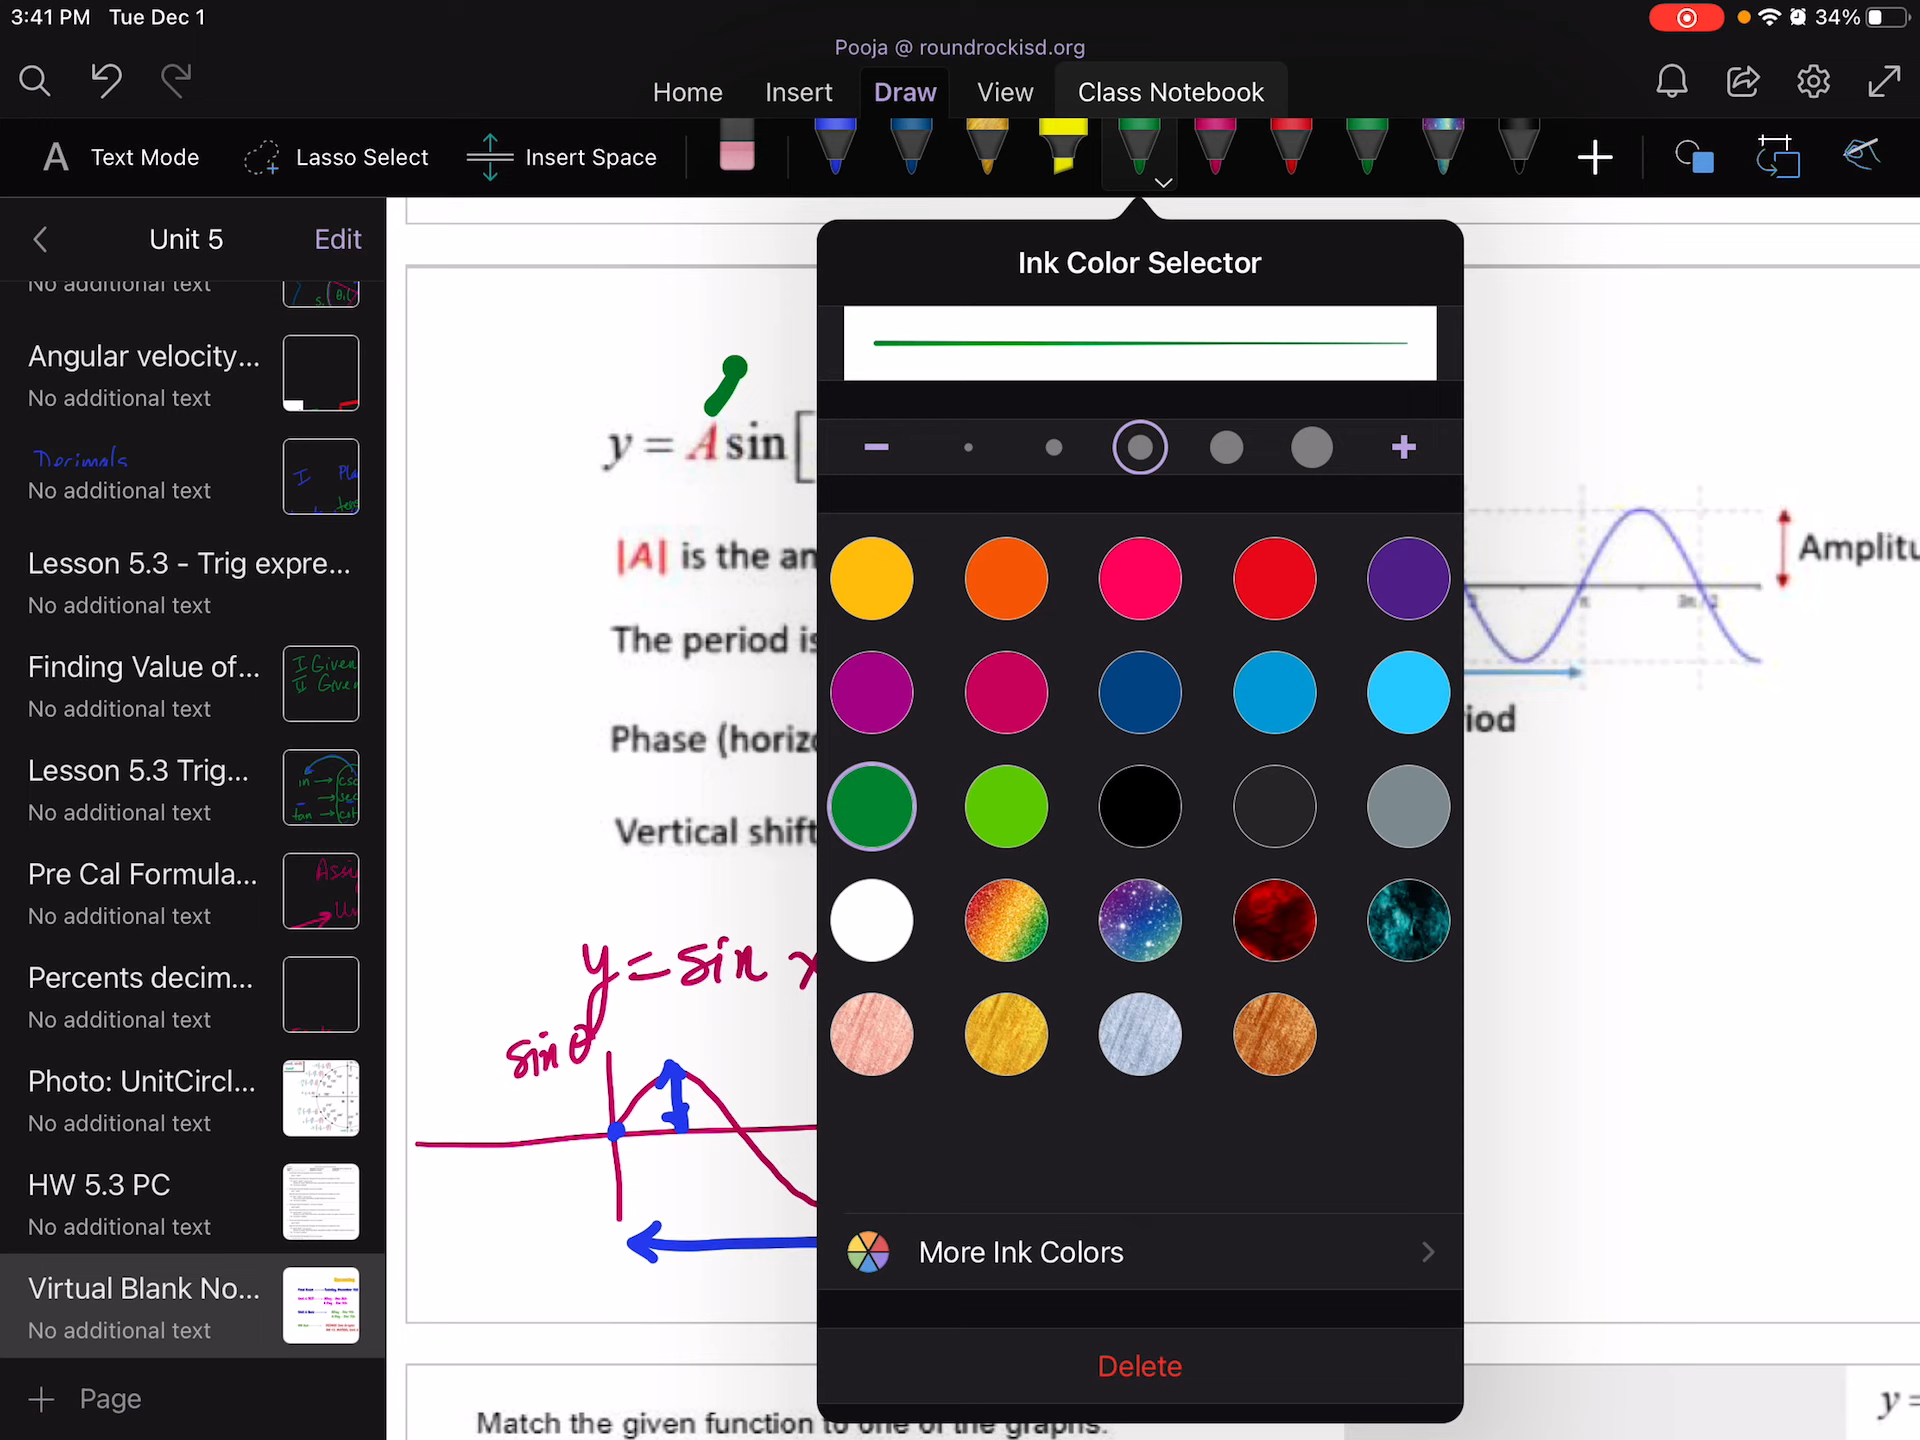 3:41 PM Tue Dec 1
34%
Pooja @ roundrockisd.org
Home Insert Draw View Class Notebook
Text Mode Lasso Select Insert Space
Unit 5 Edit
No additional text
Angular velocity...
No additional text
Decimals
No additional text
Lesson 5.3 - Trig expre...
No additional text
Finding Value of...
No additional text
Lesson 5.3 Trig...
No additional text
Pre Cal Formula...
No additional text
Percents decim...
No additional text
Photo: UnitCircl...
No additional text
HW 5.3 PC
No additional text
Virtual Blank No...
No additional text
Page
Ink Color Selector
More Ink Colors
Delete
y = A sin [
|A| is the am
The period is
Phase (horizo
Vertical shift
Amplitu
iod
π
y = sin x
sin θ
Match the given function to one of the graphs.
y =